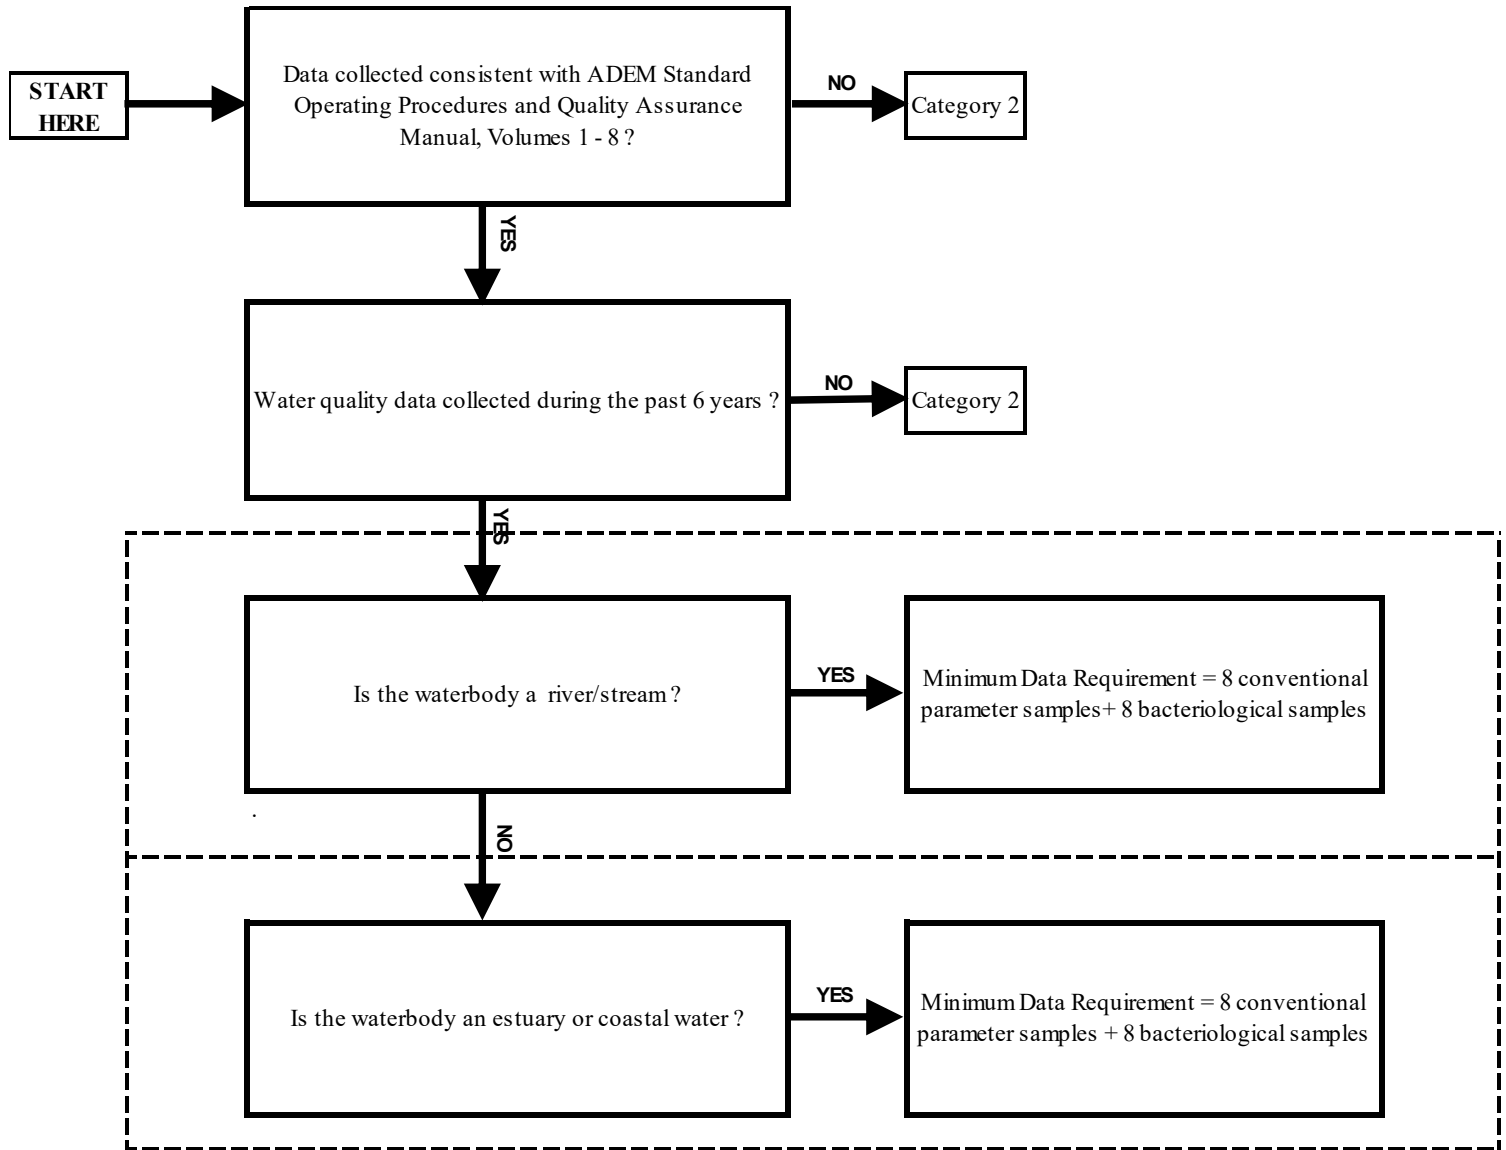 START
HERE
Data collected consistent with ADEM Standard
Operating Procedures and Quality Assurance
Manual, Volumes 1 - 8 ?
NO
Category 2
YES
Water quality data collected during the past 6 years ?
NO
Category 2
YES
Is the waterbody a river/stream ?
YES
Minimum Data Requirement = 8 conventional
parameter samples+ 8 bacteriological samples
.
NO
Is the waterbody an estuary or coastal water ?
YES
Minimum Data Requirement = 8 conventional
parameter samples + 8 bacteriological samples